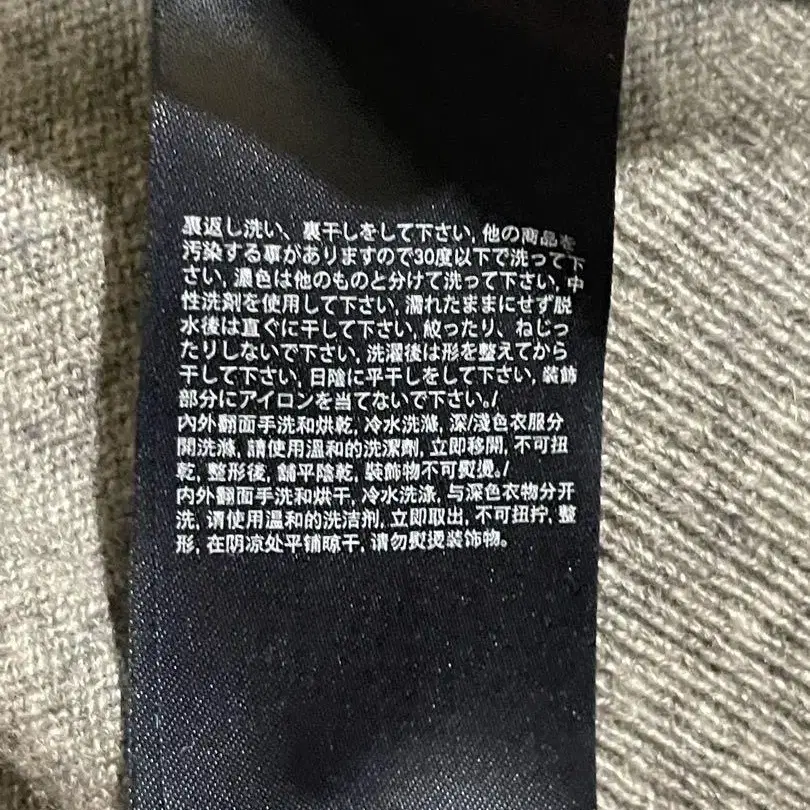 裏返し洗い、裏干しをして下さい, 他の商品を
汚染する事がありますので30度以下で洗って下
さい, 濃色は他のものと分けて洗って下さい, 中
性洗剤を使用して下さい, 濡れたままにせず脱
水後は直ぐに干して下さい, 絞ったり、ねじっ
たりしないで下さい, 洗濯後は形を整えてから
干して下さい, 日陰に平干しをして下さい, 装飾
部分にアイロンを当てないで下さい。/
內外翻面手洗和烘乾, 冷水洗滌, 深/淺色衣服分
開洗滌, 請使用溫和的洗潔劑, 立即移開, 不可扭
乾, 整形後, 舖平陰乾, 裝飾物不可熨燙。/
内外翻面手洗和烘干, 冷水洗涤, 与深色衣物分开
洗, 请使用温和的洗洁剂, 立即取出, 不可扭拧, 整
形, 在阴凉处平铺晾干, 请勿熨烫装饰物。